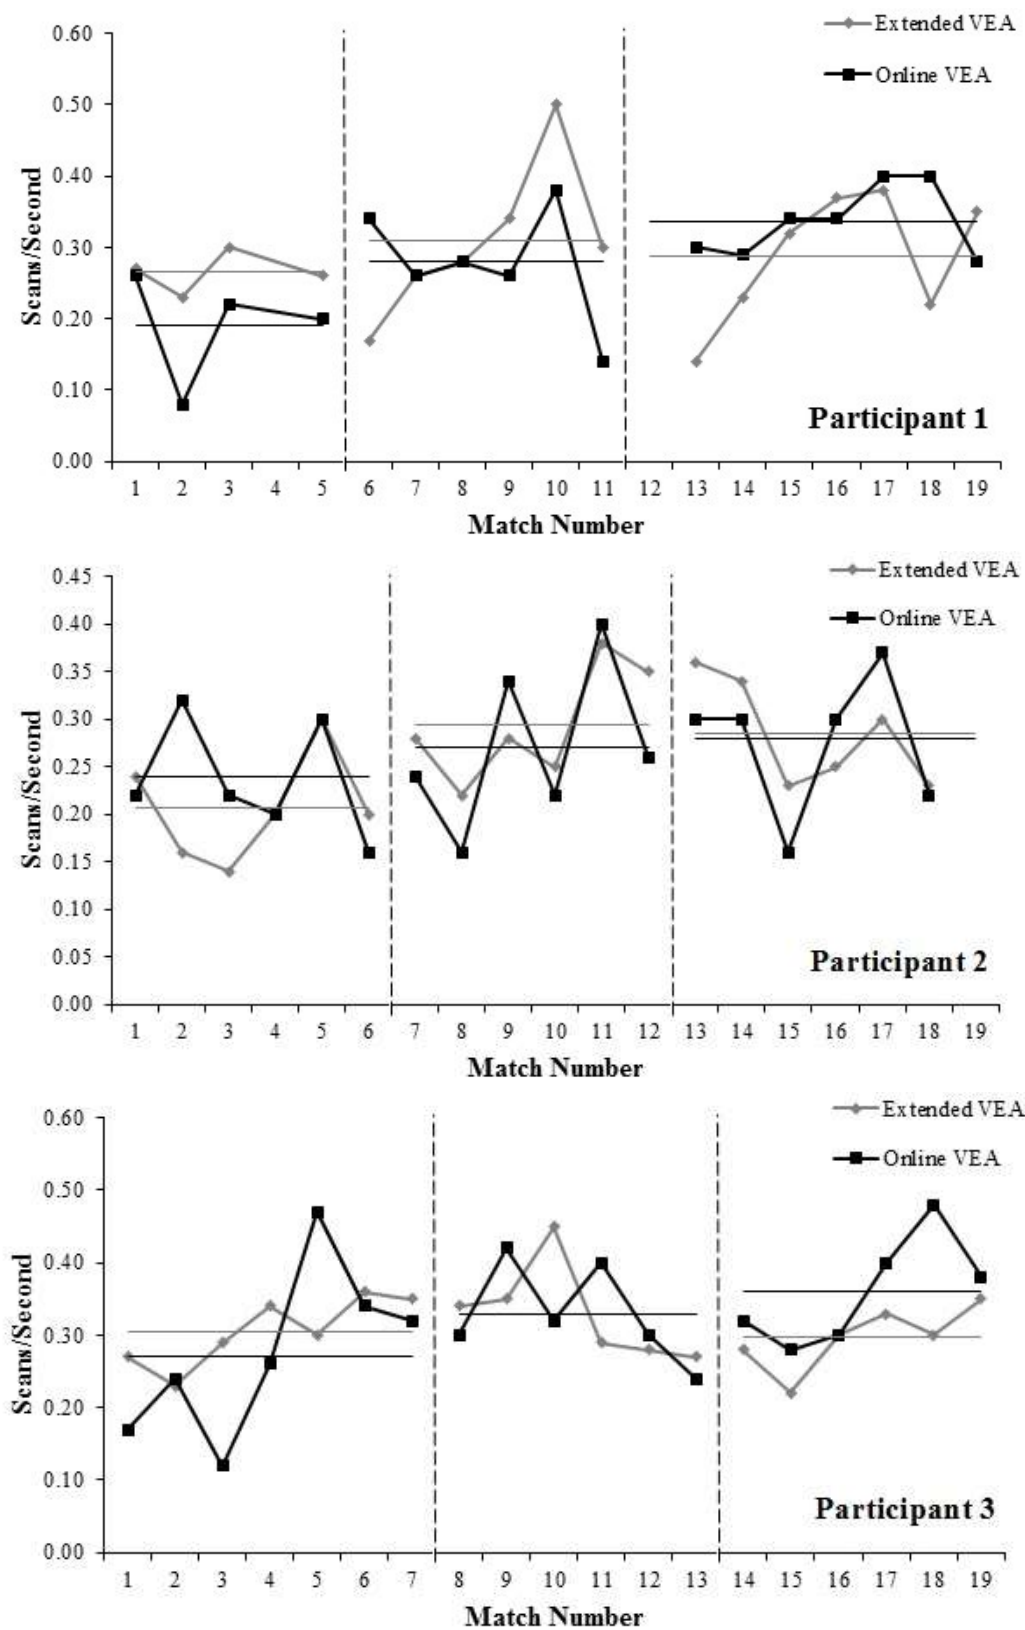 Extended VEA
Online VEA
Scans/Second
0.60
0.50
0.40
0.30
0.20
0.10
0.00
Participant 1
1 2 3 4 5 6 7 8 9 10 11 12 13 14 15 16 17 18 19
Match Number
Extended VEA
Online VEA
Scans/Second
0.45
0.40
0.35
0.30
0.25
0.20
0.15
0.10
0.05
0.00
Participant 2
1 2 3 4 5 6 7 8 9 10 11 12 13 14 15 16 17 18 19
Match Number
Extended VEA
Online VEA
Scans/Second
0.60
0.50
0.40
0.30
0.20
0.10
0.00
Participant 3
1 2 3 4 5 6 7 8 9 10 11 12 13 14 15 16 17 18 19
Match Number